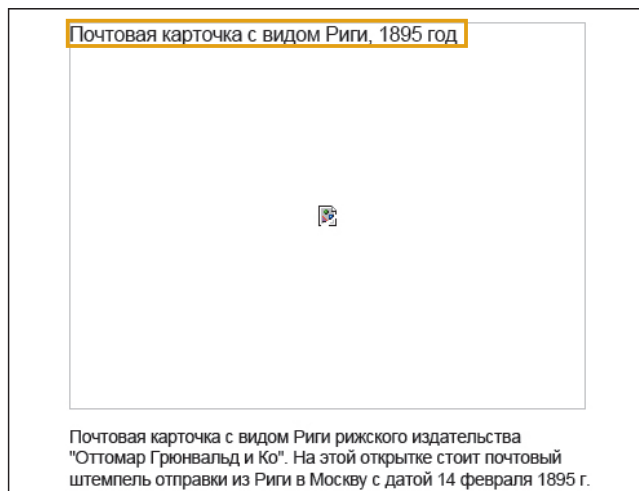 Почтовая карточка с видом Риги, 1895 год
Почтовая карточка с видом Риги рижского издательства
"Оттомар Грюнвальд и Ко". На этой открытке стоит почтовый
штемпель отправки из Риги в Москву с датой 14 февраля 1895 г.